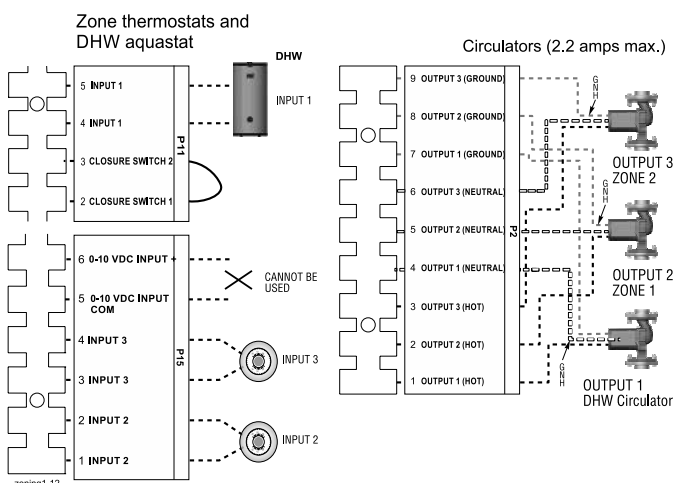 Zone thermostats and
DHW aquastat
DHW
INPUT 1
5 INPUT 1
4 INPUT 1
3 CLOSURE SWITCH 2
2 CLOSURE SWITCH 1
P11
6 0-10 VDC INPUT +
5 0-10 VDC INPUT
COM
4 INPUT 3
3 INPUT 3
2 INPUT 2
1 INPUT 2
P15
CANNOT BE
USED
INPUT 3
INPUT 2
Circulators (2.2 amps max.)
9 OUTPUT 3 (GROUND)
8 OUTPUT 2 (GROUND)
7 OUTPUT 1 (GROUND)
6 OUTPUT 3 (NEUTRAL)
5 OUTPUT 2 (NEUTRAL)
4 OUTPUT 1 (NEUTRAL)
3 OUTPUT 3 (HOT)
2 OUTPUT 2 (HOT)
1 OUTPUT 1 (HOT)
P2
G
N
H
OUTPUT 3
ZONE 2
G
N
H
OUTPUT 2
ZONE 1
G
N
H
OUTPUT 1
DHW Circulator